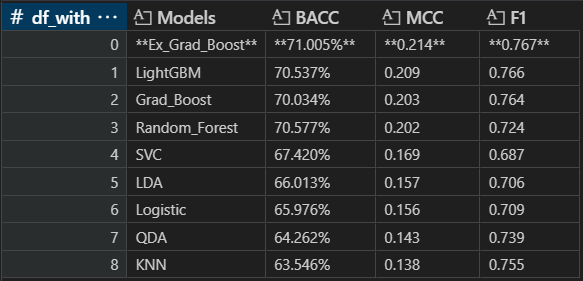 # df_with ··· Models BACC MCC F1
0 **Ex_Grad_Boost** **71.005%** **0.214** **0.767**
1 LightGBM 70.537% 0.209 0.766
2 Grad_Boost 70.034% 0.203 0.764
3 Random_Forest 70.577% 0.202 0.724
4 SVC 67.420% 0.169 0.687
5 LDA 66.013% 0.157 0.706
6 Logistic 65.976% 0.156 0.709
7 QDA 64.262% 0.143 0.739
8 KNN 63.546% 0.138 0.755